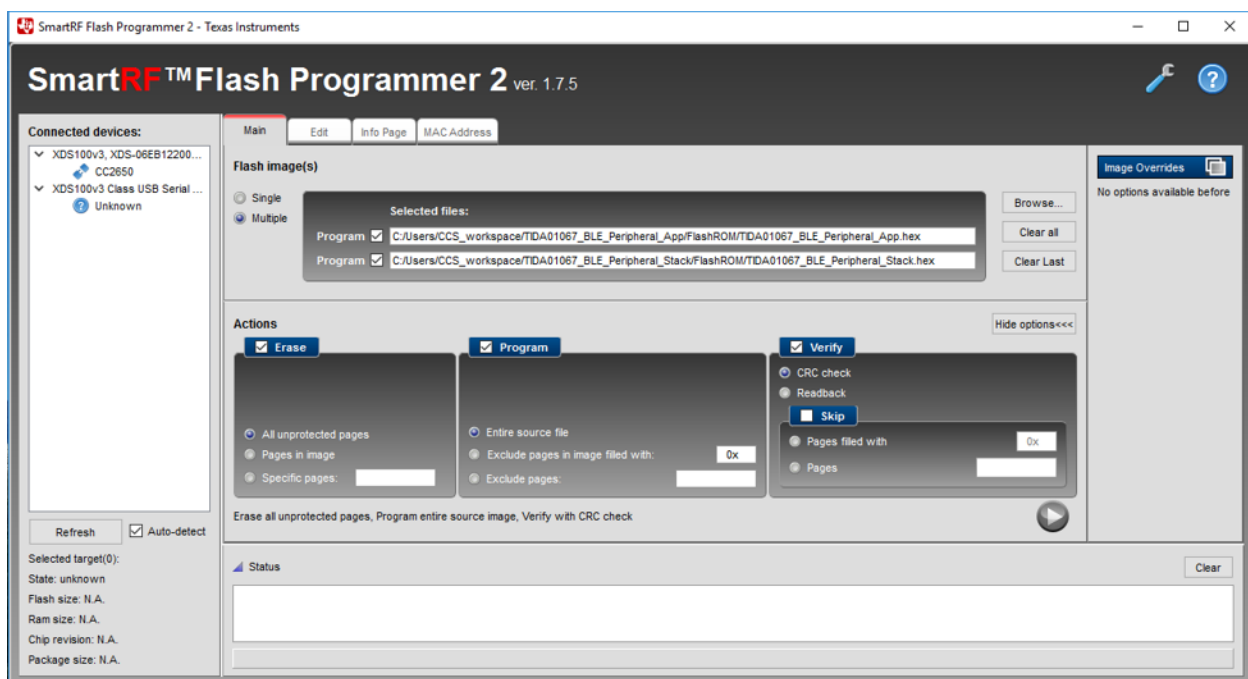 SmartRF Flash Programmer 2 - Texas Instruments
SmartRF™Flash Programmer 2 ver. 1.7.5
Connected devices:
XDS100v3, XDS-06EB12200...
CC2650
XDS100v3 Class USB Serial ...
Unknown
Refresh
Auto-detect
Selected target(0):
State: unknown
Flash size: N.A.
Ram size: N.A.
Chip revision: N.A.
Package size: N.A.
Main Edit Info Page MAC Address
Flash image(s)
Single
Multiple
Selected files:
Program C:/Users/CCS_workspace/TIDA01067_BLE_Peripheral_App/FlashROM/TIDA01067_BLE_Peripheral_App.hex
Program C:/Users/CCS_workspace/TIDA01067_BLE_Peripheral_Stack/FlashROM/TIDA01067_BLE_Peripheral_Stack.hex
Browse...
Clear all
Clear Last
Actions
Hide options<<<
Erase
All unprotected pages
Pages in image
Specific pages:
Program
Entire source file
Exclude pages in image filled with: 0x
Exclude pages:
Verify
CRC check
Readback
Skip
Pages filled with 0x
Pages
Erase all unprotected pages, Program entire source image, Verify with CRC check
Status
Clear
Image Overrides
No options available before